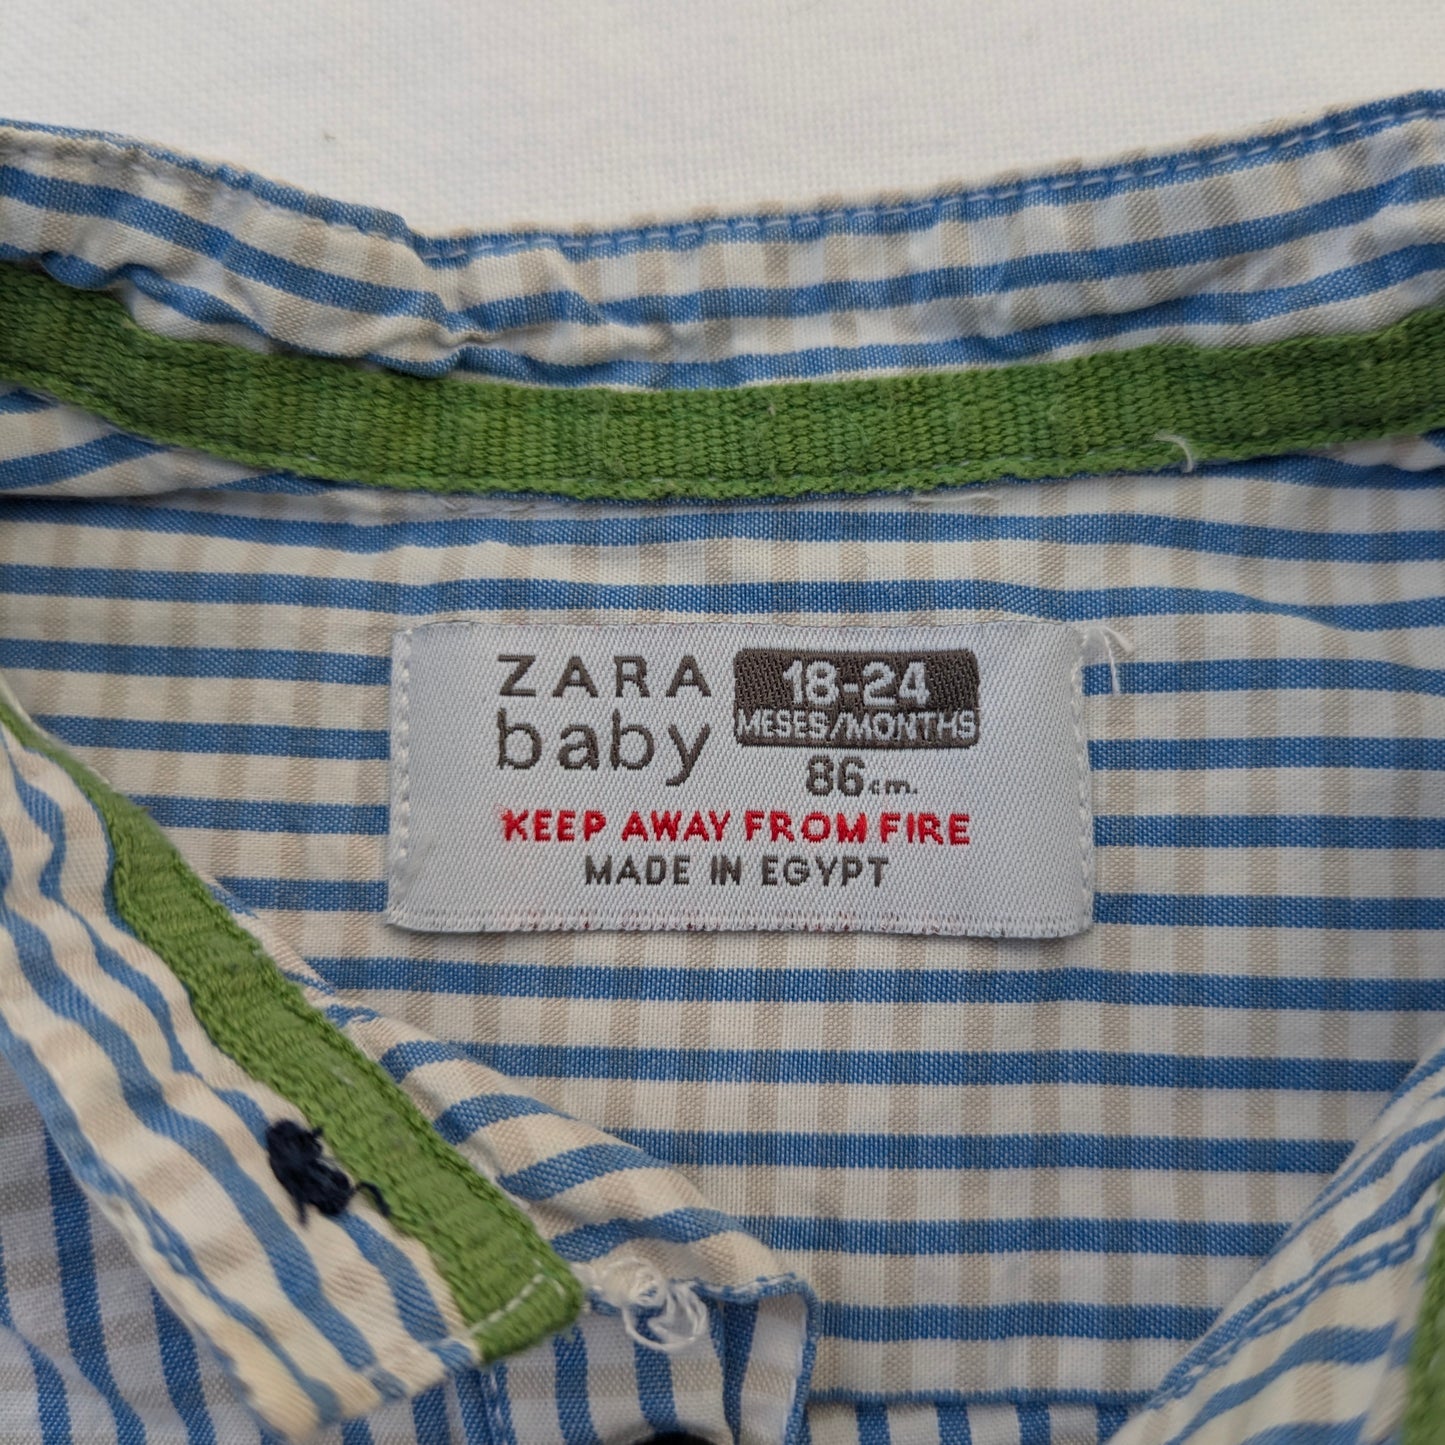 ZARA
baby
18-24
MESES/MONTHS
86 cm.
KEEP AWAY FROM FIRE
MADE IN EGYPT